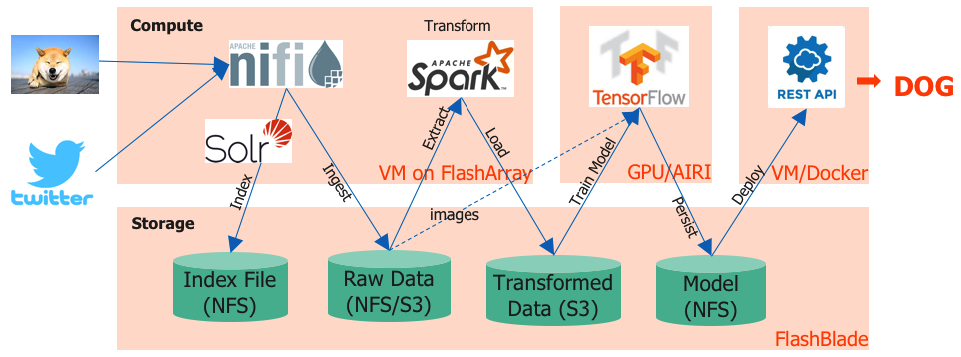 Compute
Transform
APACHE
nifi
APACHE
Spark
TM
TensorFlow
REST API
DOG
twitter
Solr
Index
Ingest
Extract
Load
Train Model
Persist
Deploy
VM on FlashArray
GPU/AIRI
VM/Docker
images
Storage
Index File
(NFS)
Raw Data
(NFS/S3)
Transformed
Data (S3)
Model
(NFS)
FlashBlade